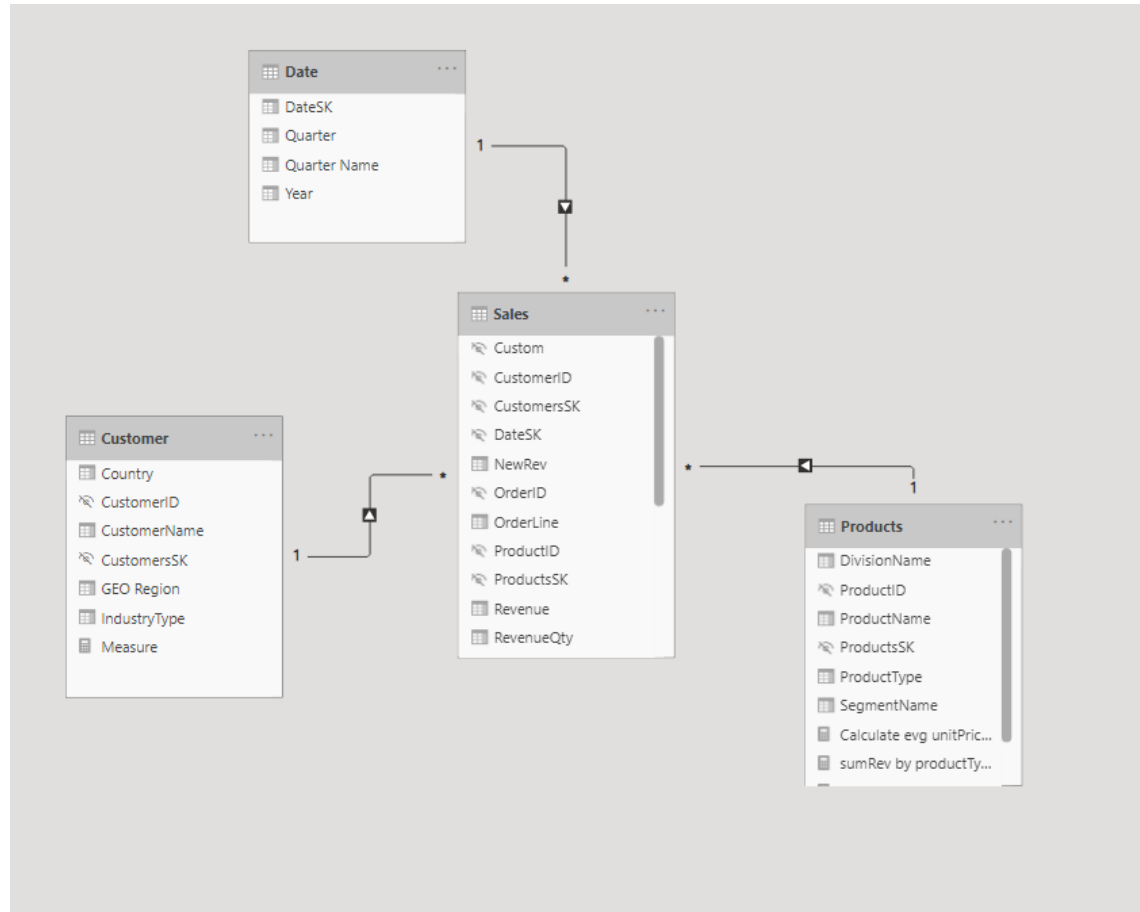 Date ...
DateSK
Quarter
Quarter Name
Year
1
*
Sales ...
Custom
CustomerID
CustomersSK
DateSK
NewRev
OrderID
OrderLine
ProductID
ProductsSK
Revenue
RevenueQty
Customer ...
Country
CustomerID
CustomerName
CustomersSK
GEO Region
IndustryType
Measure
1
*
*
1
Products ...
DivisionName
ProductID
ProductName
ProductsSK
ProductType
SegmentName
Calculate evg unitPric...
sumRev by productTy...